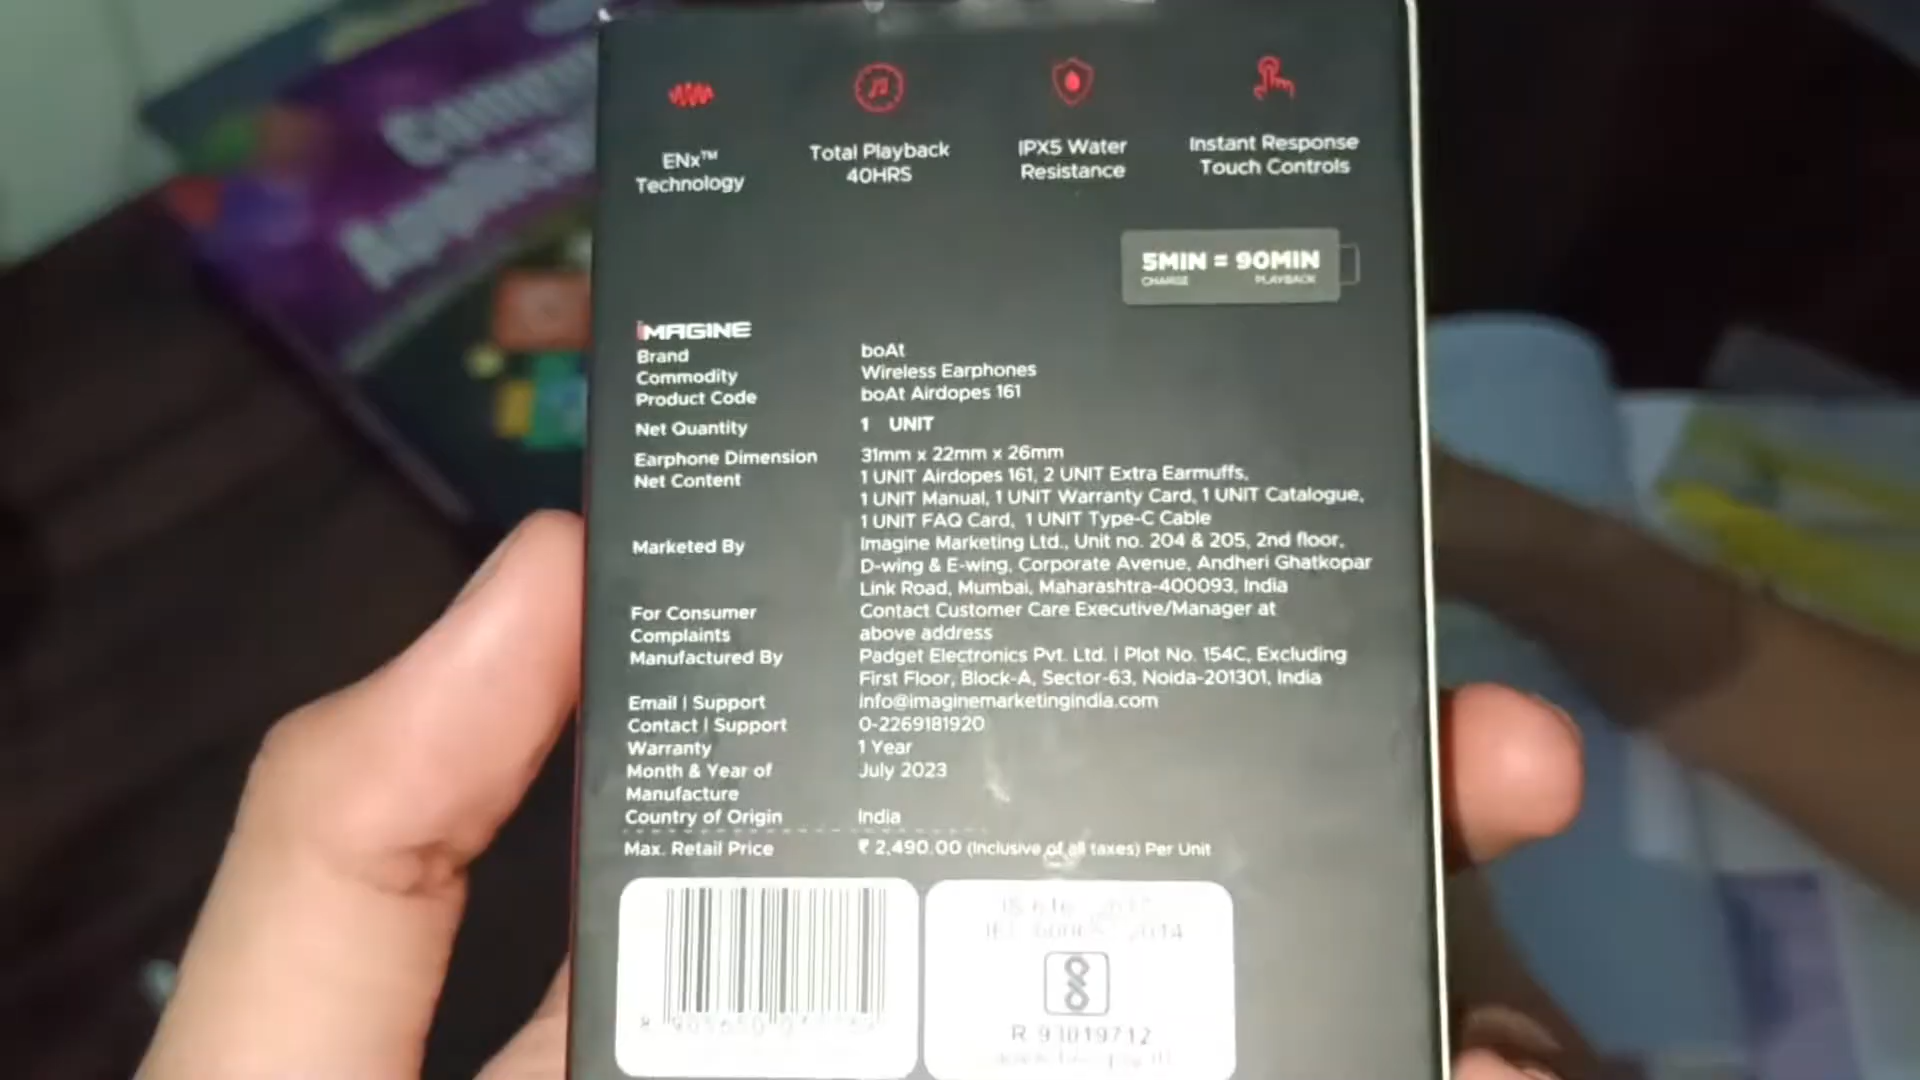 ENx™
Technology
Total Playback
40HRS
IPX5 Water
Resistance
Instant Response
Touch Controls
5MIN = 90MIN
CHARGE PLAYBACK
iMAGINE
Brand boAt
Commodity Wireless Earphones
Product Code boAt Airdopes 161
Net Quantity 1 UNIT
Earphone Dimension 31mm x 22mm x 26mm
Net Content 1 UNIT Airdopes 161, 2 UNIT Extra Earmuffs,
1 UNIT Manual, 1 UNIT Warranty Card, 1 UNIT Catalogue,
1 UNIT FAQ Card, 1 UNIT Type-C Cable
Marketed By Imagine Marketing Ltd., Unit no. 204 & 205, 2nd floor,
D-wing & E-wing, Corporate Avenue, Andheri Ghatkopar
Link Road, Mumbai, Maharashtra-400093, India
For Consumer Contact Customer Care Executive/Manager at
Complaints above address
Manufactured By Padget Electronics Pvt. Ltd. | Plot No. 154C, Excluding
First Floor, Block-A, Sector-63, Noida-201301, India
Email | Support info@imaginemarketingindia.com
Contact | Support 0-2269181920
Warranty 1 Year
Month & Year of July 2023
Manufacture
Country of Origin India
Max. Retail Price ₹ 2,490.00 (Inclusive of all taxes) Per Unit
R 93019712